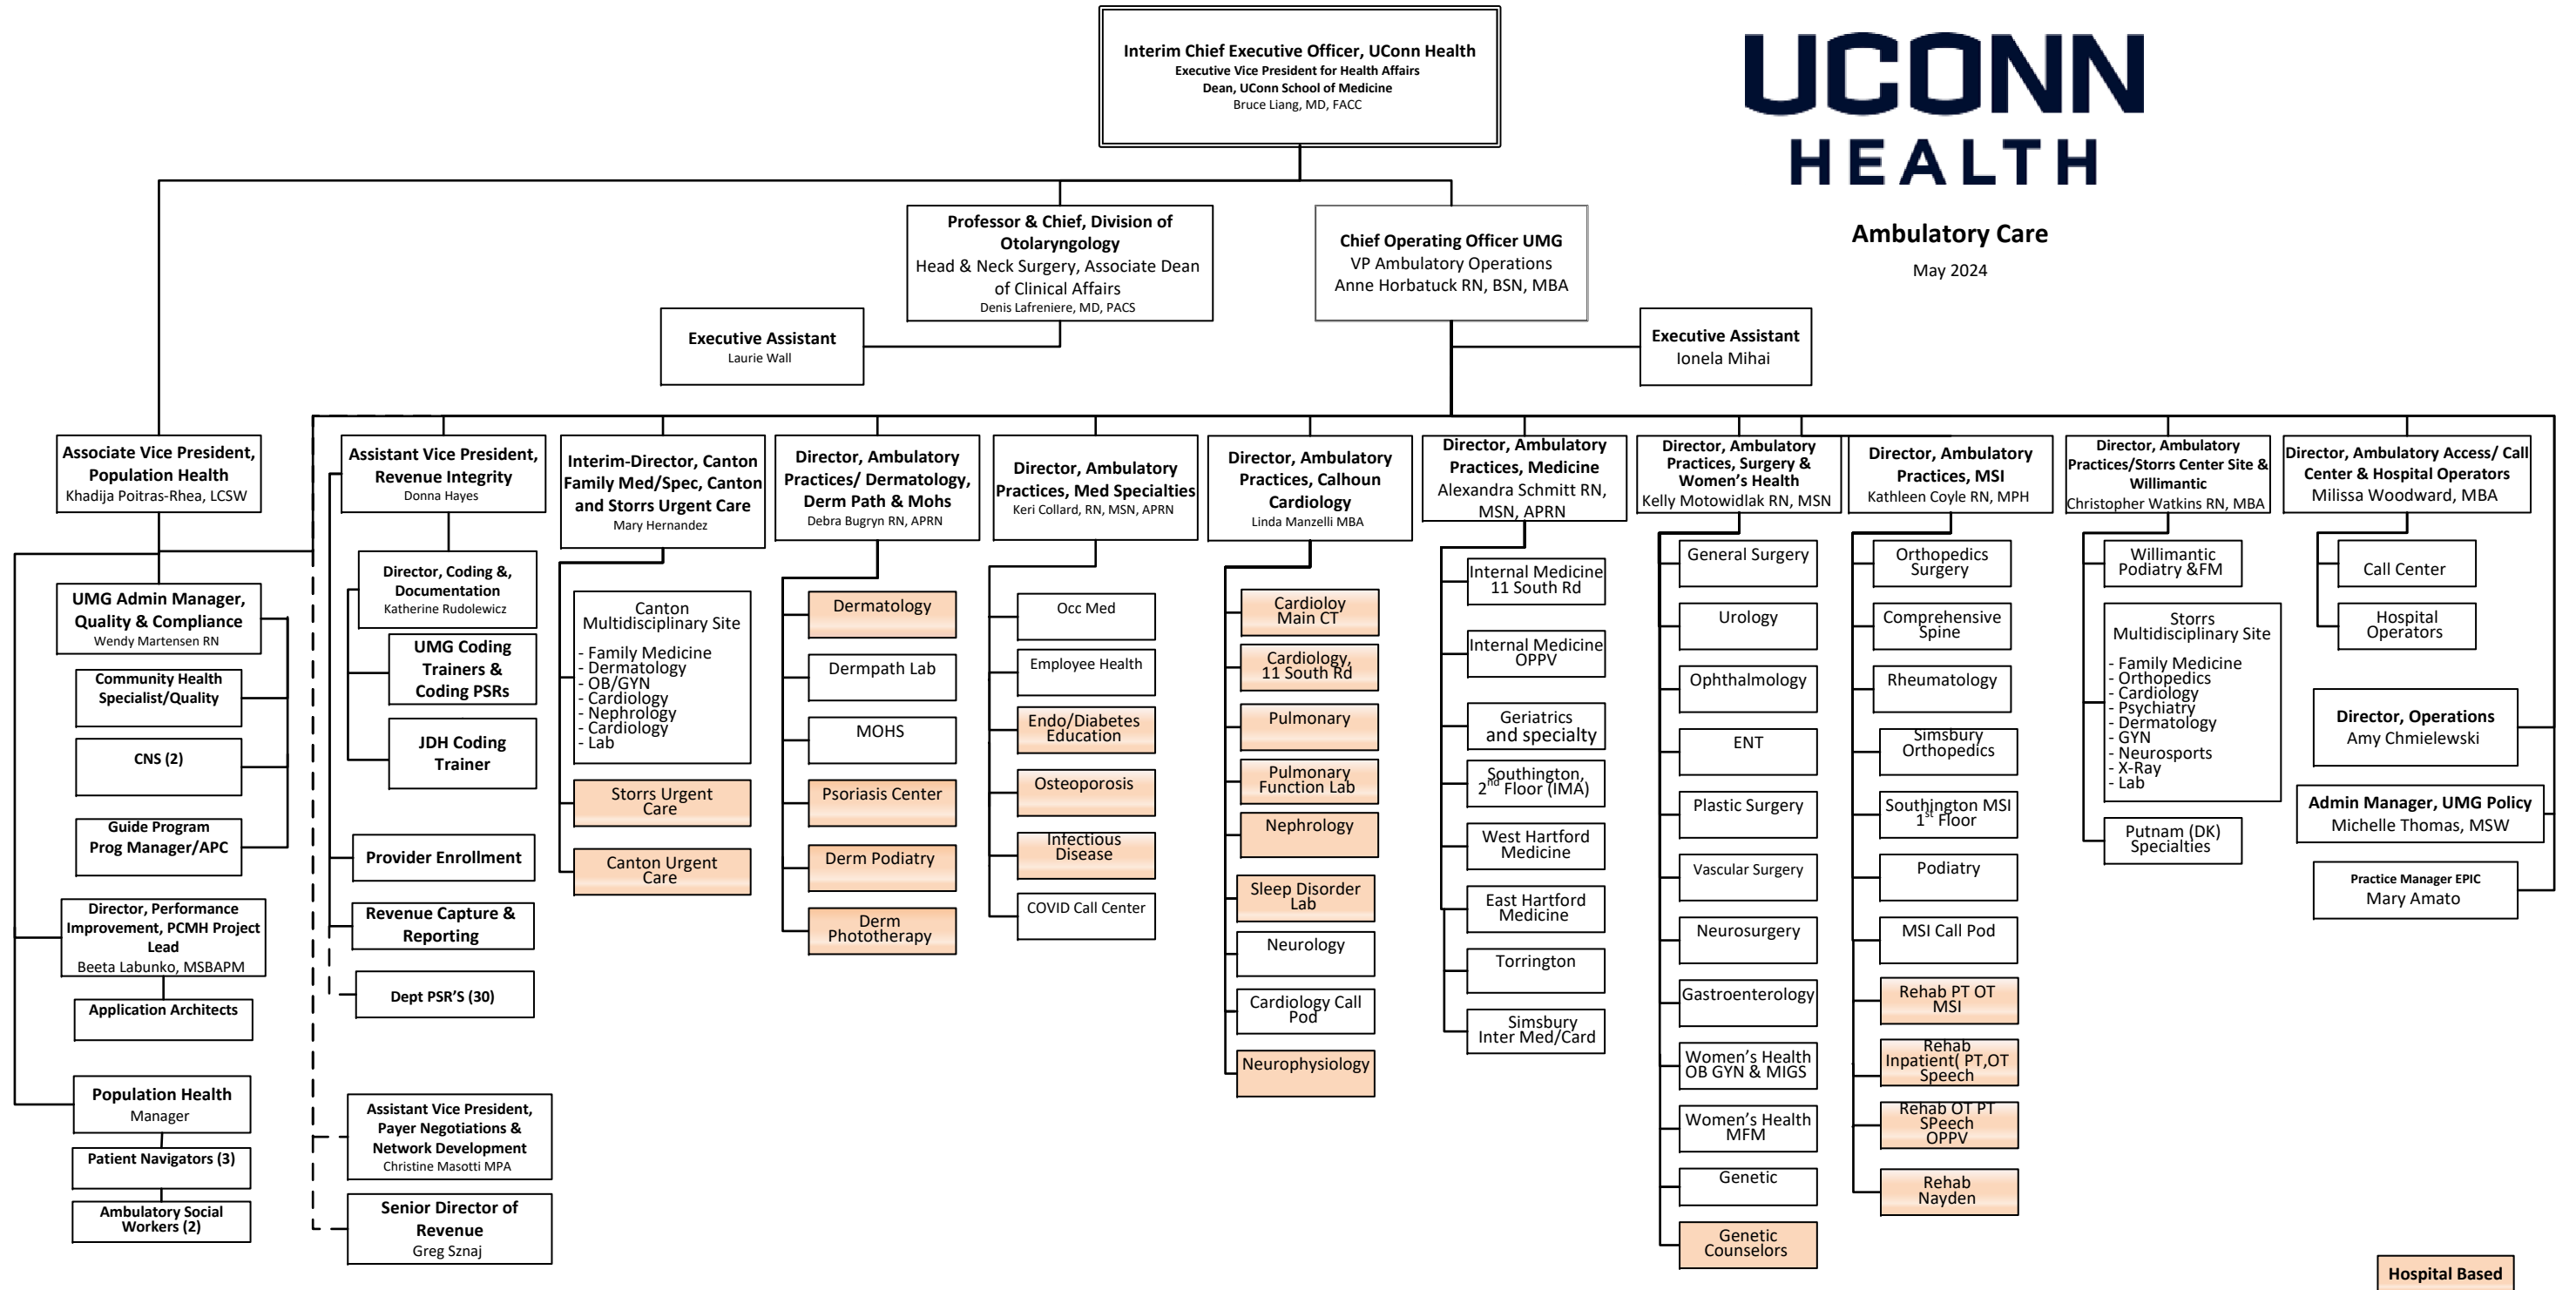 Interim Chief Executive Officer, UConn Health
Executive Vice President for Health Affairs
Dean, UConn School of Medicine
Bruce Liang, MD, FACC
UCONN
HEALTH
Ambulatory Care
May 2024
Professor & Chief, Division of
Otolaryngology
Head & Neck Surgery, Associate Dean
of Clinical Affairs
Denis Lafreniere, MD, PACS
Chief Operating Officer UMG
VP Ambulatory Operations
Anne Horbatuck RN, BSN, MBA
Executive Assistant
Laurie Wall
Executive Assistant
Ionela Mihai
Associate Vice President,
Population Health
Khadija Poitras-Rhea, LCSW
UMG Admin Manager,
Quality & Compliance
Wendy Martensen RN
Community Health
Specialist/Quality
CNS (2)
Guide Program
Prog Manager/APC
Director, Performance
Improvement, PCMH Project
Lead
Beeta Labunko, MSBAPM
Application Architects
Population Health
Manager
Patient Navigators (3)
Ambulatory Social
Workers (2)
Assistant Vice President,
Revenue Integrity
Donna Hayes
Director, Coding &,
Documentation
Katherine Rudolewicz
UMG Coding
Trainers &
Coding PSRs
JDH Coding
Trainer
Provider Enrollment
Revenue Capture &
Reporting
Dept PSR'S (30)
Assistant Vice President,
Payer Negotiations &
Network Development
Christine Masotti MPA
Senior Director of
Revenue
Greg Sznaj
Interim-Director, Canton
Family Med/Spec, Canton
and Storrs Urgent Care
Mary Hernandez
Canton
Multidisciplinary Site
- Family Medicine
- Dermatology
- OB/GYN
- Cardiology
- Nephrology
- Cardiology
- Lab
Storrs Urgent
Care
Canton Urgent
Care
Director, Ambulatory
Practices/ Dermatology,
Derm Path & Mohs
Debra Bugryn RN, APRN
Dermatology
Dermpath Lab
MOHS
Psoriasis Center
Derm Podiatry
Derm
Phototherapy
Director, Ambulatory
Practices, Med Specialties
Keri Collard, RN, MSN, APRN
Occ Med
Employee Health
Endo/Diabetes
Education
Osteoporosis
Infectious
Disease
COVID Call Center
Director, Ambulatory
Practices, Calhoun
Cardiology
Linda Manzelli MBA
Cardioloy
Main CT
Cardiology,
11 South Rd
Pulmonary
Pulmonary
Function Lab
Nephrology
Sleep Disorder
Lab
Neurology
Cardiology Call
Pod
Neurophysiology
Director, Ambulatory
Practices, Medicine
Alexandra Schmitt RN,
MSN, APRN
Internal Medicine
11 South Rd
Internal Medicine
OPPV
Geriatrics
and specialty
Southington,
2nd Floor (IMA)
West Hartford
Medicine
East Hartford
Medicine
Torrington
Simsbury
Inter Med/Card
Director, Ambulatory
Practices, Surgery &
Women's Health
Kelly Motowidlak RN, MSN
General Surgery
Urology
Ophthalmology
ENT
Plastic Surgery
Vascular Surgery
Neurosurgery
Gastroenterology
Women's Health
OB GYN & MIGS
Women's Health
MFM
Genetic
Genetic
Counselors
Director, Ambulatory
Practices, MSI
Kathleen Coyle RN, MPH
Orthopedics
Surgery
Comprehensive
Spine
Rheumatology
Simsbury
Orthopedics
Southington MSI
1st Floor
Podiatry
MSI Call Pod
Rehab PT OT
MSI
Rehab
Inpatient( PT,OT
Speech
Rehab OT PT
SPeech
OPPV
Rehab
Nayden
Director, Ambulatory
Practices/Storrs Center Site &
Willimantic
Christopher Watkins RN, MBA
Willimantic
Podiatry &FM
Storrs
Multidisciplinary Site
- Family Medicine
- Orthopedics
- Cardiology
- Psychiatry
- Dermatology
- GYN
- Neurosports
- X-Ray
- Lab
Putnam (DK)
Specialties
Director, Ambulatory Access/ Call
Center & Hospital Operators
Milissa Woodward, MBA
Call Center
Hospital
Operators
Director, Operations
Amy Chmielewski
Admin Manager, UMG Policy
Michelle Thomas, MSW
Practice Manager EPIC
Mary Amato
Hospital Based